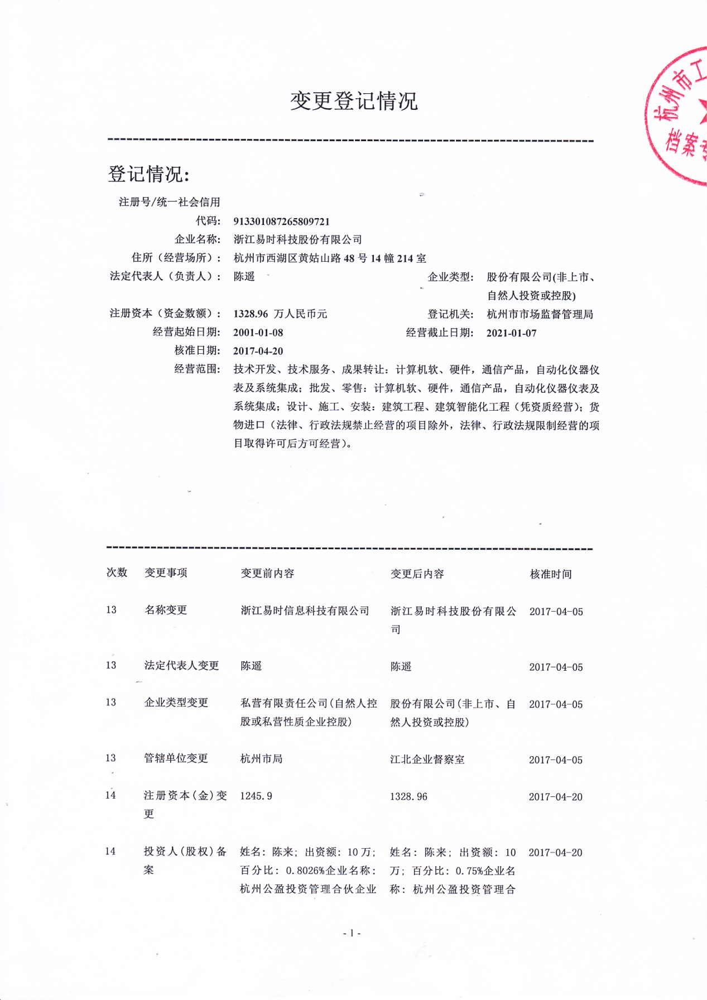 变更登记情况
登记情况:
注册号/统一社会信用
代码: 913301087265809721
企业名称: 浙江易时科技股份有限公司
住所（经营场所）: 杭州市西湖区黄姑山路 48 号 14 幢 214 室
法定代表人（负责人）: 陈遥 企业类型: 股份有限公司(非上市、
自然人投资或控股)
注册资本（资金数额）: 1328.96 万人民币元 登记机关: 杭州市市场监督管理局
经营起始日期: 2001-01-08 经营截止日期: 2021-01-07
核准日期: 2017-04-20
经营范围: 技术开发、技术服务、成果转让：计算机软、硬件，通信产品，自动化仪器仪
表及系统集成；批发、零售：计算机软、硬件，通信产品，自动化仪器仪表及
系统集成；设计、施工、安装：建筑工程、建筑智能化工程（凭资质经营）；货
物进口（法律、行政法规禁止经营的项目除外，法律、行政法规限制经营的项
目取得许可后方可经营）。
次数 变更事项 变更前内容 变更后内容 核准时间
13 名称变更 浙江易时信息科技有限公司 浙江易时科技股份有限公 2017-04-05
司
13 法定代表人变更 陈遥 陈遥 2017-04-05
13 企业类型变更 私营有限责任公司(自然人控 股份有限公司(非上市、自 2017-04-05
股或私营性质企业控股) 然人投资或控股)
13 管辖单位变更 杭州市局 江北企业督察室 2017-04-05
14 注册资本(金)变 1245.9 1328.96 2017-04-20
更
14 投资人(股权)备 姓名: 陈来; 出资额: 10 万; 姓名: 陈来; 出资额: 10 2017-04-20
案 百分比: 0.8026%企业名称: 万; 百分比: 0.75%企业名
杭州公盈投资管理合伙企业 称: 杭州公盈投资管理合
- 1 -
杭州市工
档案专